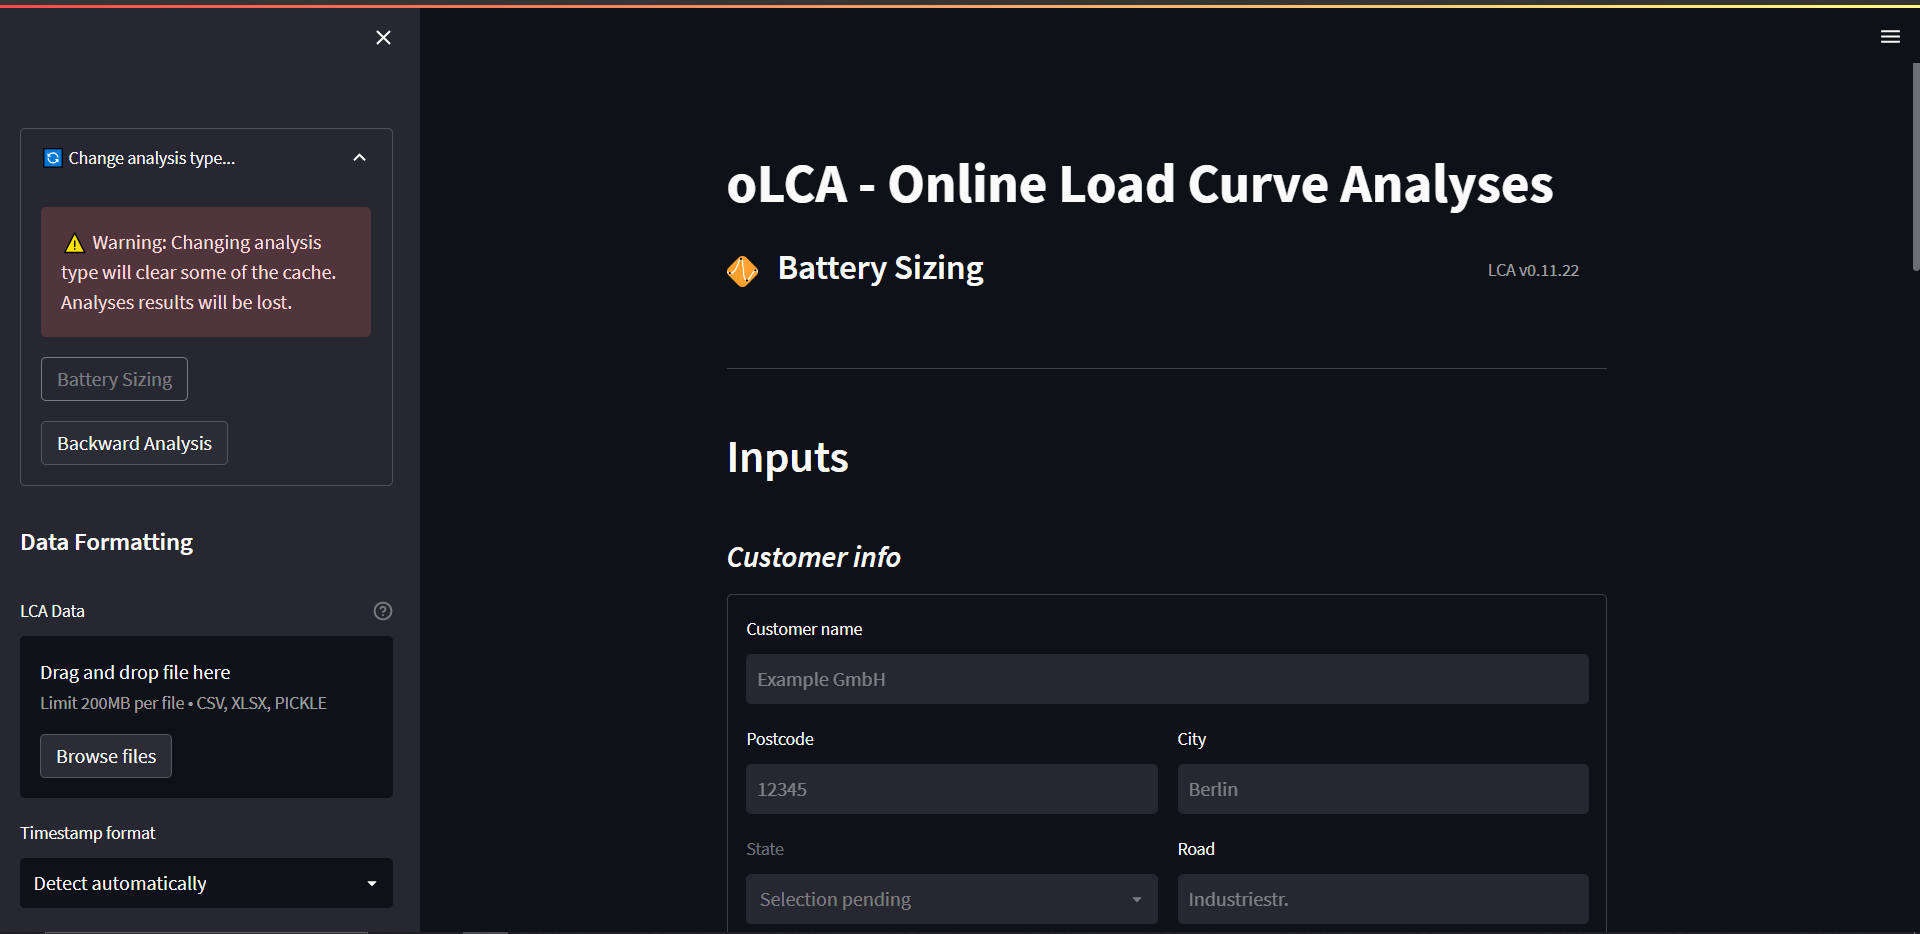 Change analysis type...
Warning: Changing analysis
type will clear some of the cache.
Analyses results will be lost.
Battery Sizing
Backward Analysis
Data Formatting
LCA Data
Drag and drop file here
Limit 200MB per file • CSV, XLSX, PICKLE
Browse files
Timestamp format
Detect automatically
oLCA - Online Load Curve Analyses
Battery Sizing
LCA v0.11.22
Inputs
Customer info
Customer name
Example GmbH
Postcode
City
12345
Berlin
State
Road
Selection pending
Industriestr.